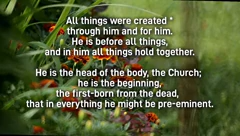 All things were created *
through him and for him.
He is before all things,
and in him all things hold together.
He is the head of the body, the Church;
he is the beginning,
the first-born from the dead,
that in everything he might be pre-eminent.